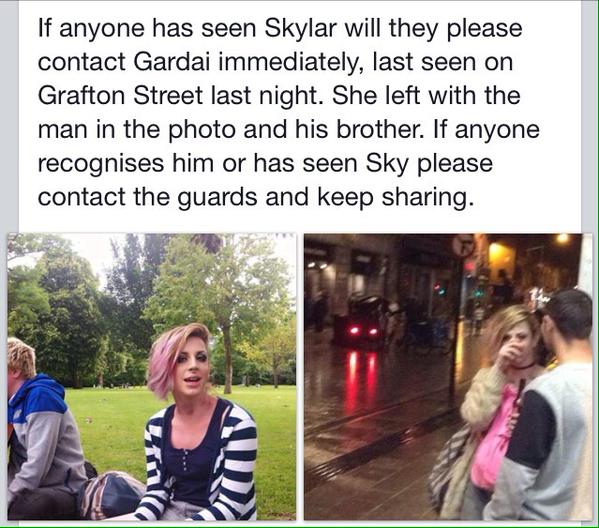 If anyone has seen Skylar will they please
contact Gardai immediately, last seen on
Grafton Street last night. She left with the
man in the photo and his brother. If anyone
recognises him or has seen Sky please
contact the guards and keep sharing.